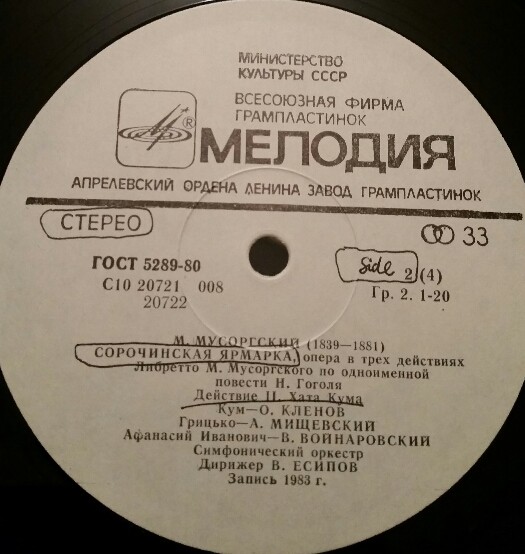 МИНИСТЕРСТВО
КУЛЬТУРЫ СССР
ВСЕСОЮЗНАЯ ФИРМА
ГРАМПЛАСТИНОК
® МЕЛОДИЯ
АПРЕЛЕВСКИЙ ОРДЕНА ЛЕНИНА ЗАВОД ГРАМПЛАСТИНОК
СТЕРЕО
33
ГОСТ 5289-80
Side 2 (4)
С10 20721 008
20722
Гр. 2. 1-20
М. МУСОРГСКИЙ (1839—1881)
СОРОЧИНСКАЯ ЯРМАРКА, опера в трех действиях
Либретто М. Мусоргского по одноименной
повести Н. Гоголя
Действие II. Хата Кума
Кум—О. КЛЕНОВ
Грицько—А. МИЩЕВСКИЙ
Афанасий Иванович—В. ВОЙНАРОВСКИЙ
Симфонический оркестр
Дирижер В. ЕСИПОВ
Запись 1983 г.